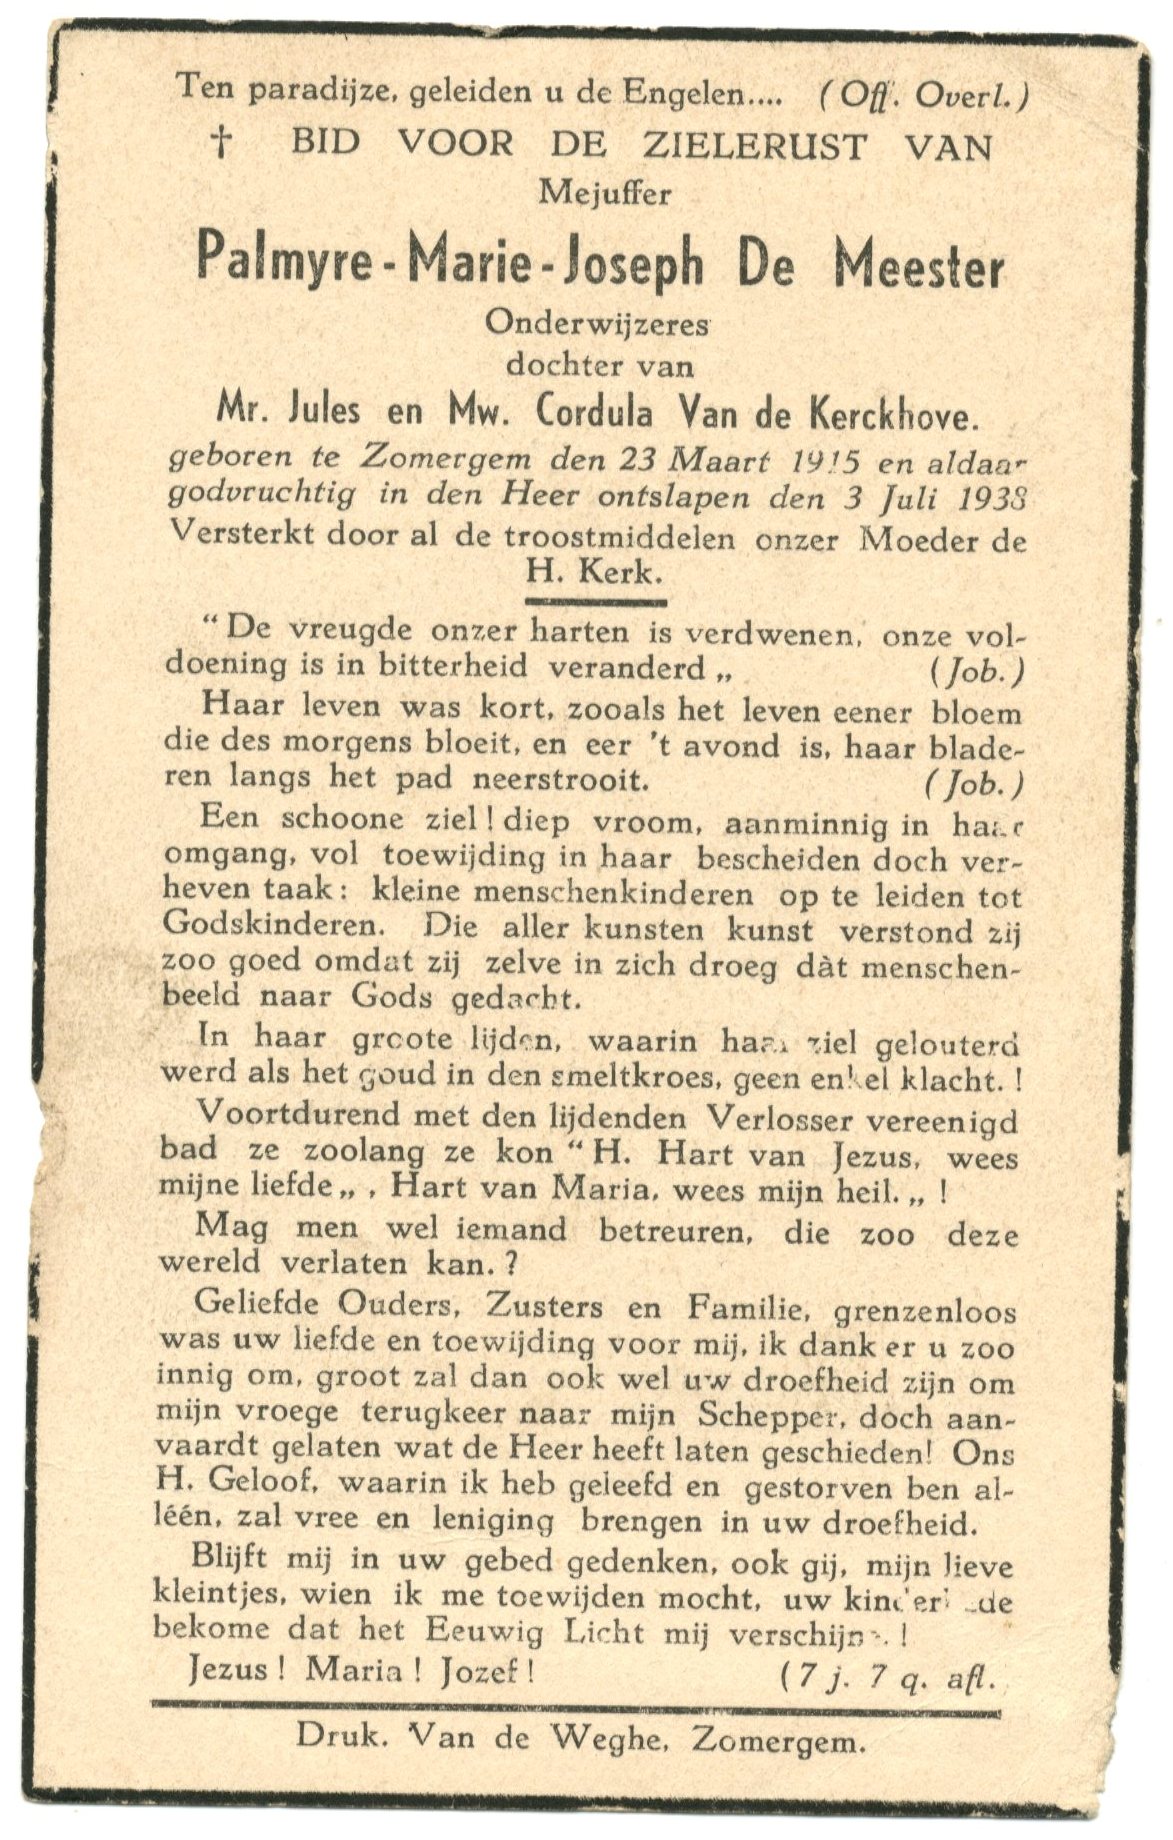 Ten paradijze, geleiden u de Engelen.... (Off. Overl.)
† BID VOOR DE ZIELERUST VAN
Mejuffer
Palmyre-Marie-Joseph De Meester
Onderwijzeres
dochter van
Mr. Jules en Mw. Cordula Van de Kerckhove.
geboren te Zomergem den 23 Maart 1915 en aldaar
godvruchtig in den Heer ontslapen den 3 Juli 1938
Versterkt door al de troostmiddelen onzer Moeder de
H. Kerk.
“De vreugde onzer harten is verdwenen, onze vol-
doening is in bitterheid veranderd „ (Job.)
Haar leven was kort, zooals het leven eener bloem
die des morgens bloeit, en eer 't avond is, haar blade-
ren langs het pad neerstrooit. (Job.)
Een schoone ziel! diep vroom, aanminnig in haar
omgang, vol toewijding in haar bescheiden doch ver-
heven taak: kleine menschenkinderen op te leiden tot
Godskinderen. Die aller kunsten kunst verstond zij
zoo goed omdat zij zelve in zich droeg dàt menschen-
beeld naar Gods gedacht.
In haar groote lijden, waarin haar ziel gelouterd
werd als het goud in den smeltkroes, geen enkel klacht. !
Voortdurend met den lijdenden Verlosser vereenigd
bad ze zoolang ze kon “H. Hart van Jezus, wees
mijne liefde„ , Hart van Maria, wees mijn heil.„ !
Mag men wel iemand betreuren, die zoo deze
wereld verlaten kan. ?
Geliefde Ouders, Zusters en Familie, grenzenloos
was uw liefde en toewijding voor mij, ik dank er u zoo
innig om, groot zal dan ook wel uw droefheid zijn om
mijn vroege terugkeer naar mijn Schepper, doch aan-
vaardt gelaten wat de Heer heeft laten geschieden! Ons
H. Geloof, waarin ik heb geleefd en gestorven ben al-
léén, zal vree en leniging brengen in uw droefheid.
Blijft mij in uw gebed gedenken, ook gij, mijn lieve
kleintjes, wien ik me toewijden mocht, uw
bekome dat het Eeuwig Licht mij verschijne.!
Jezus! Maria! Jozef! (7 j. 7 q. afl.
Druk. Van de Weghe, Zomergem.